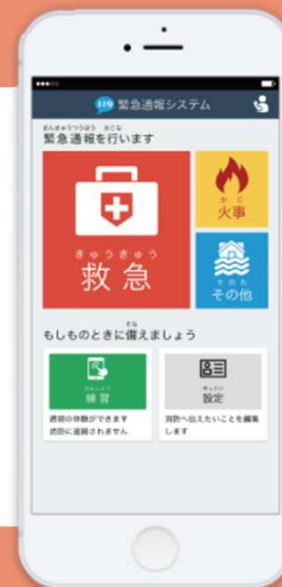 119 緊急通報システム
きんきゅうつうほう おこな
緊急通報を行います
きゅうきゅう
救急
かじ
火事
そのた
その他
そな
もしものときに備えましょう
れんしゅう
練習
せってい
設定
通報の体験ができます
消防に連絡されません
消防へ伝えたいことを編集
します